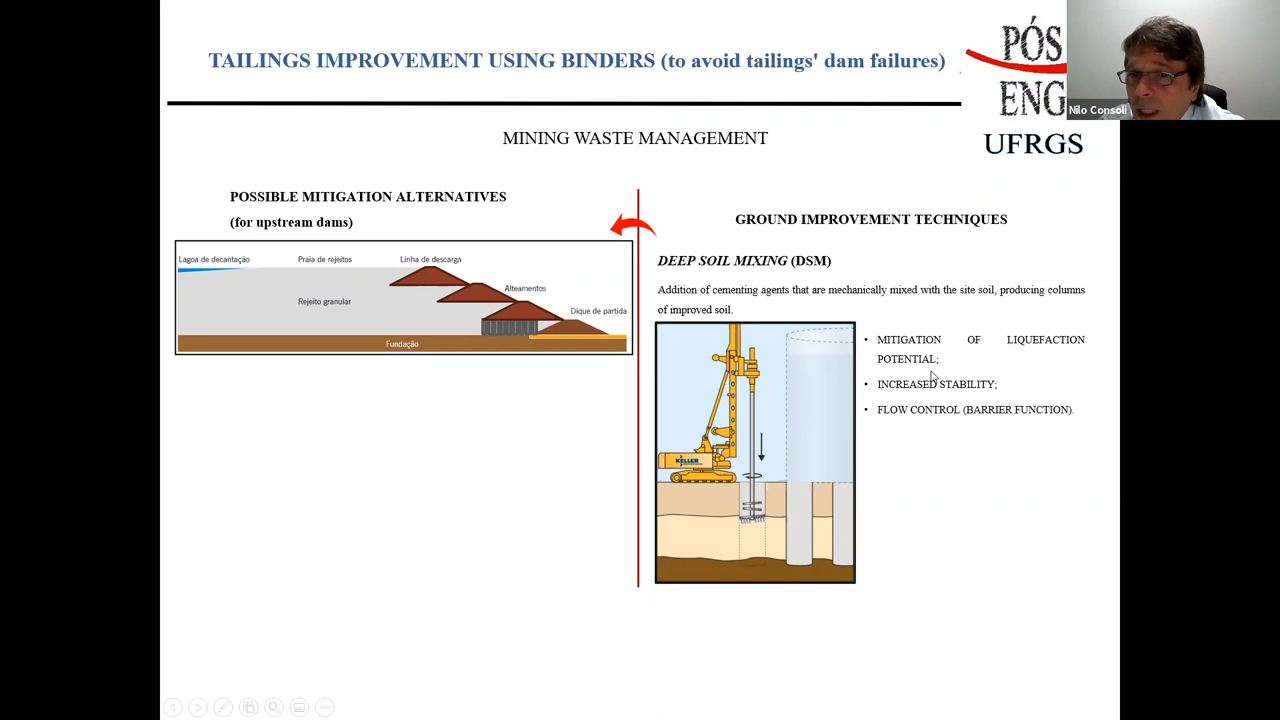 TAILINGS IMPROVEMENT USING BINDERS (to avoid tailings' dam failures)
PÓS
ENG
UFRGS
Nilo Consoli
MINING WASTE MANAGEMENT
POSSIBLE MITIGATION ALTERNATIVES
(for upstream dams)
Lagoa de decantação
Praia de rejeitos
Linha de descarga
Alteamentos
Rejeito granular
Dique de partida
Fundação
GROUND IMPROVEMENT TECHNIQUES
DEEP SOIL MIXING (DSM)
Addition of cementing agents that are mechanically mixed with the site soil, producing columns
of improved soil.
KELLER
• MITIGATION OF LIQUEFACTION
POTENTIAL;
• INCREASED STABILITY;
• FLOW CONTROL (BARRIER FUNCTION).